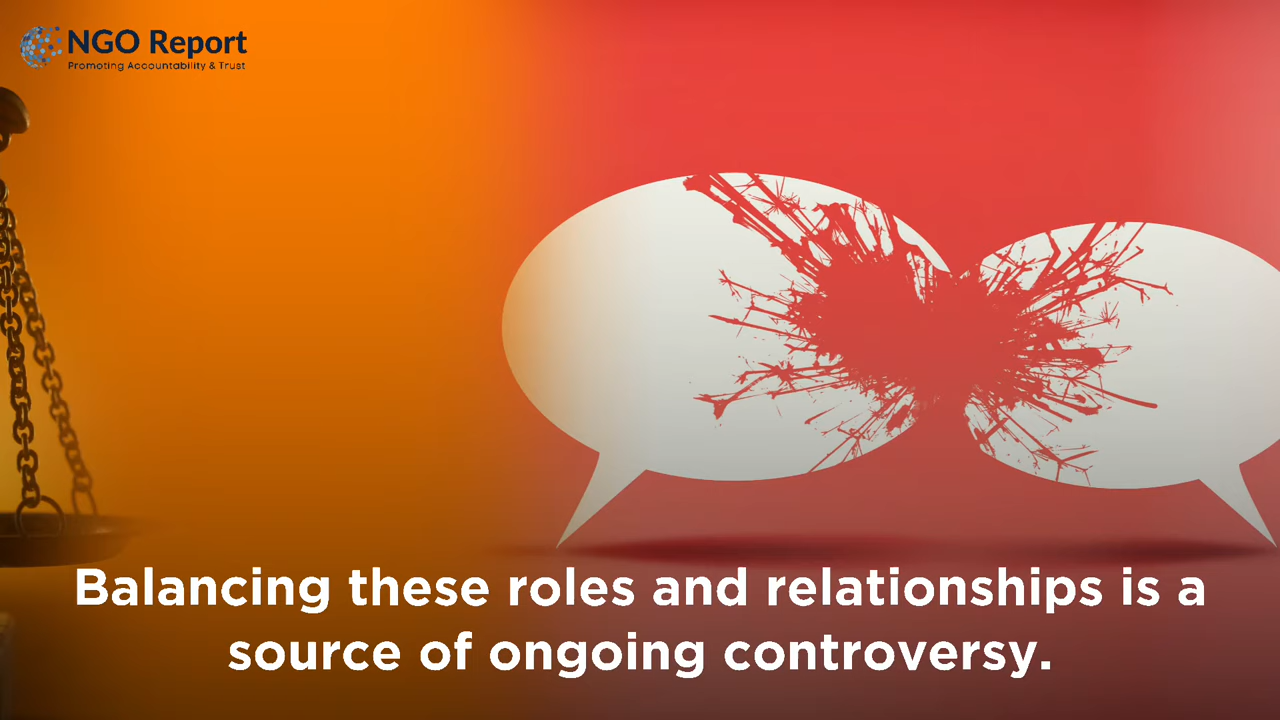 NGO Report
Promoting Accountability & Trust
Balancing these roles and relationships is a
source of ongoing controversy.